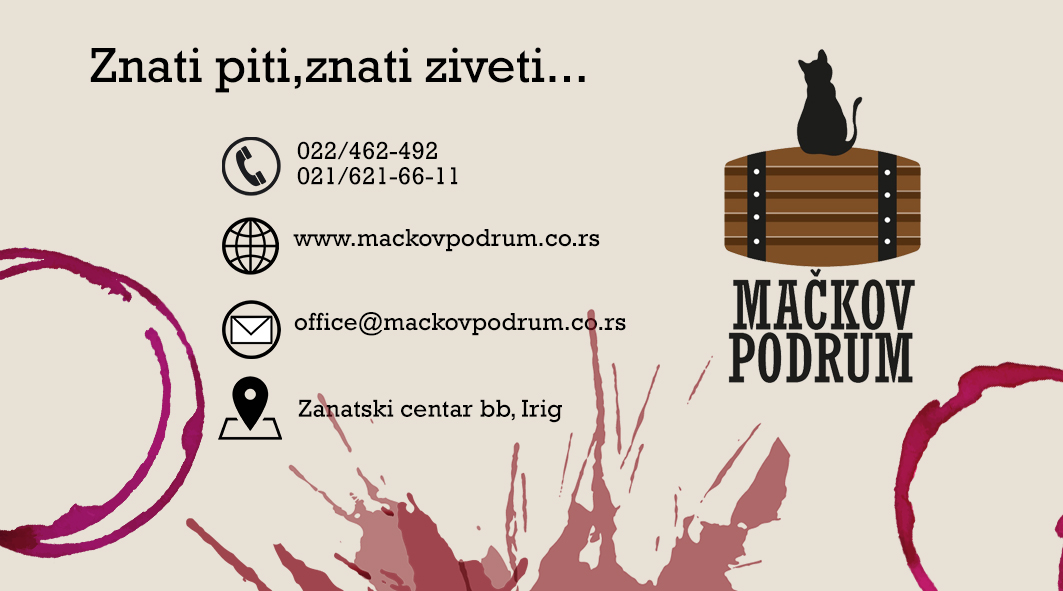 Znati piti,znati ziveti...
022/462-492
021/621-66-11
www.mackovpodrum.co.rs
office@mackovpodrum.co.rs
Zanatski centar bb, Irig
MAČKOV
PODRUM